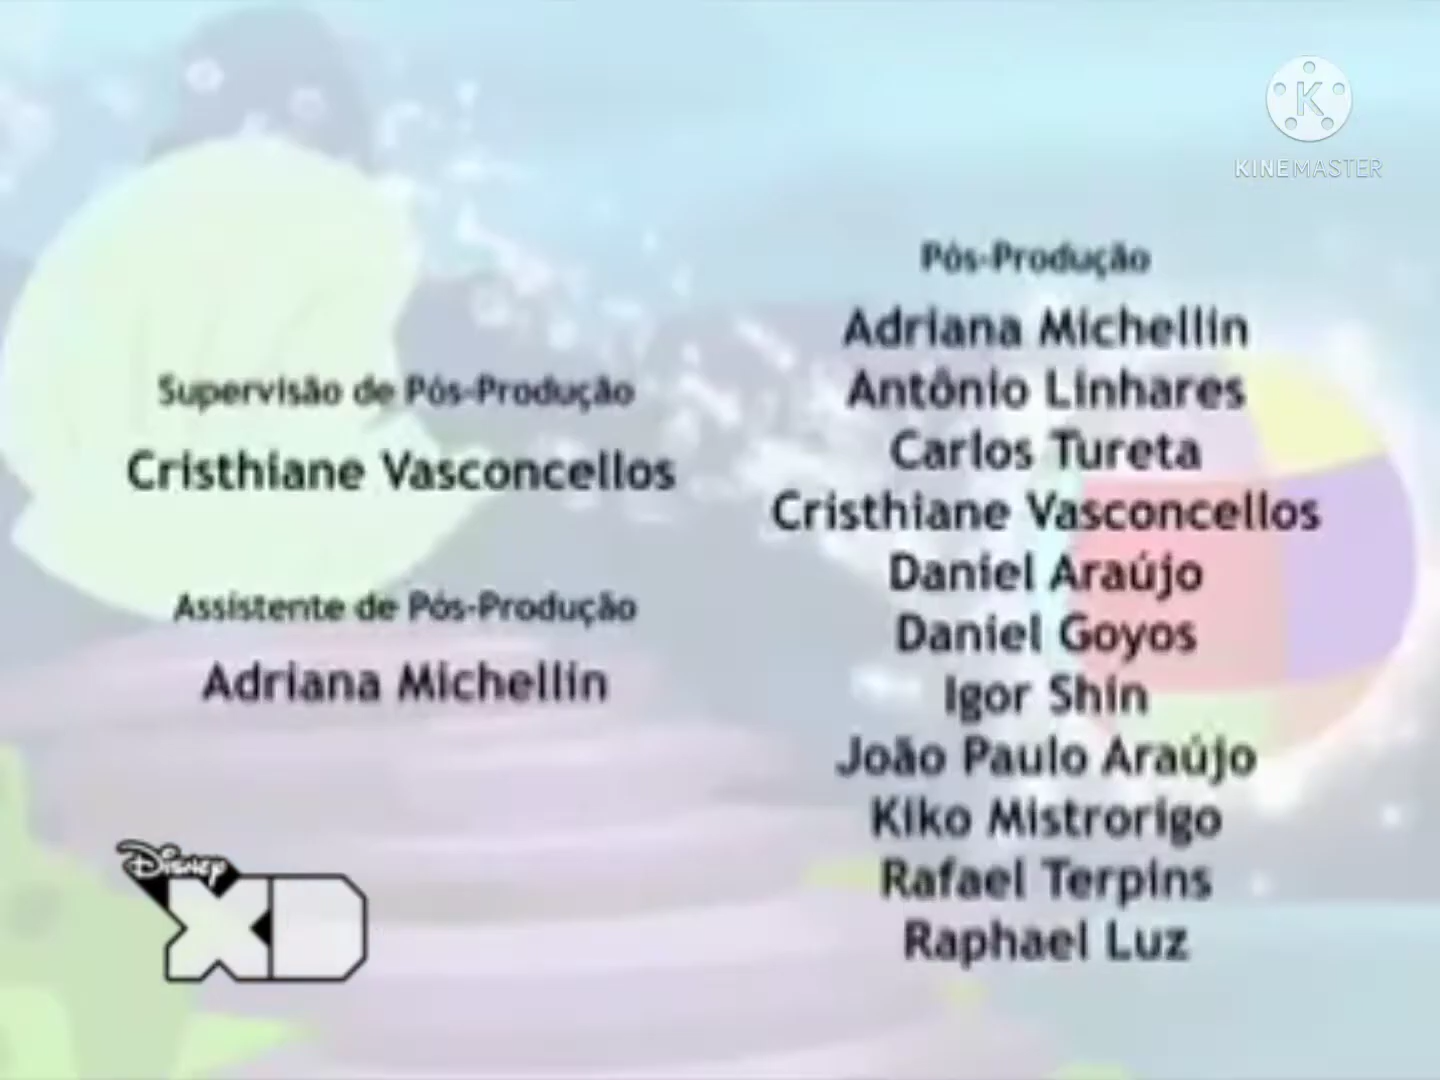 KINEMASTER
Supervisão de Pós-Produção
Cristhiane Vasconcellos
Assistente de Pós-Produção
Adriana Michellin
Pós-Produção
Adriana Michellin
Antônio Linhares
Carlos Tureta
Cristhiane Vasconcellos
Daniel Araújo
Daniel Goyos
Igor Shin
João Paulo Araújo
Kiko Mistrorigo
Rafael Terpins
Raphael Luz
Disney
XD